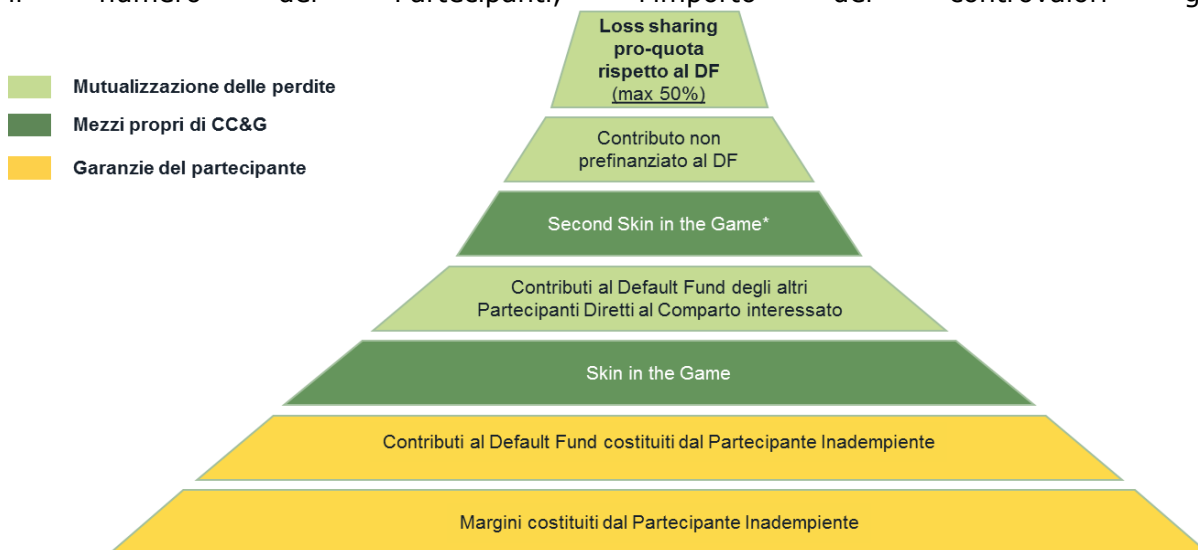 Loss sharing
pro-quota
rispetto al DF
(max 50%)
Mutualizzazione delle perdite
Mezzi propri di CC&G
Garanzie del partecipante
Contributo non
prefinanziato al DF
Second Skin in the Game*
Contributi al Default Fund degli altri
Partecipanti Diretti al Comparto interessato
Skin in the Game
Contributi al Default Fund costituiti dal Partecipante Inadempiente
Margini costituiti dal Partecipante Inadempiente